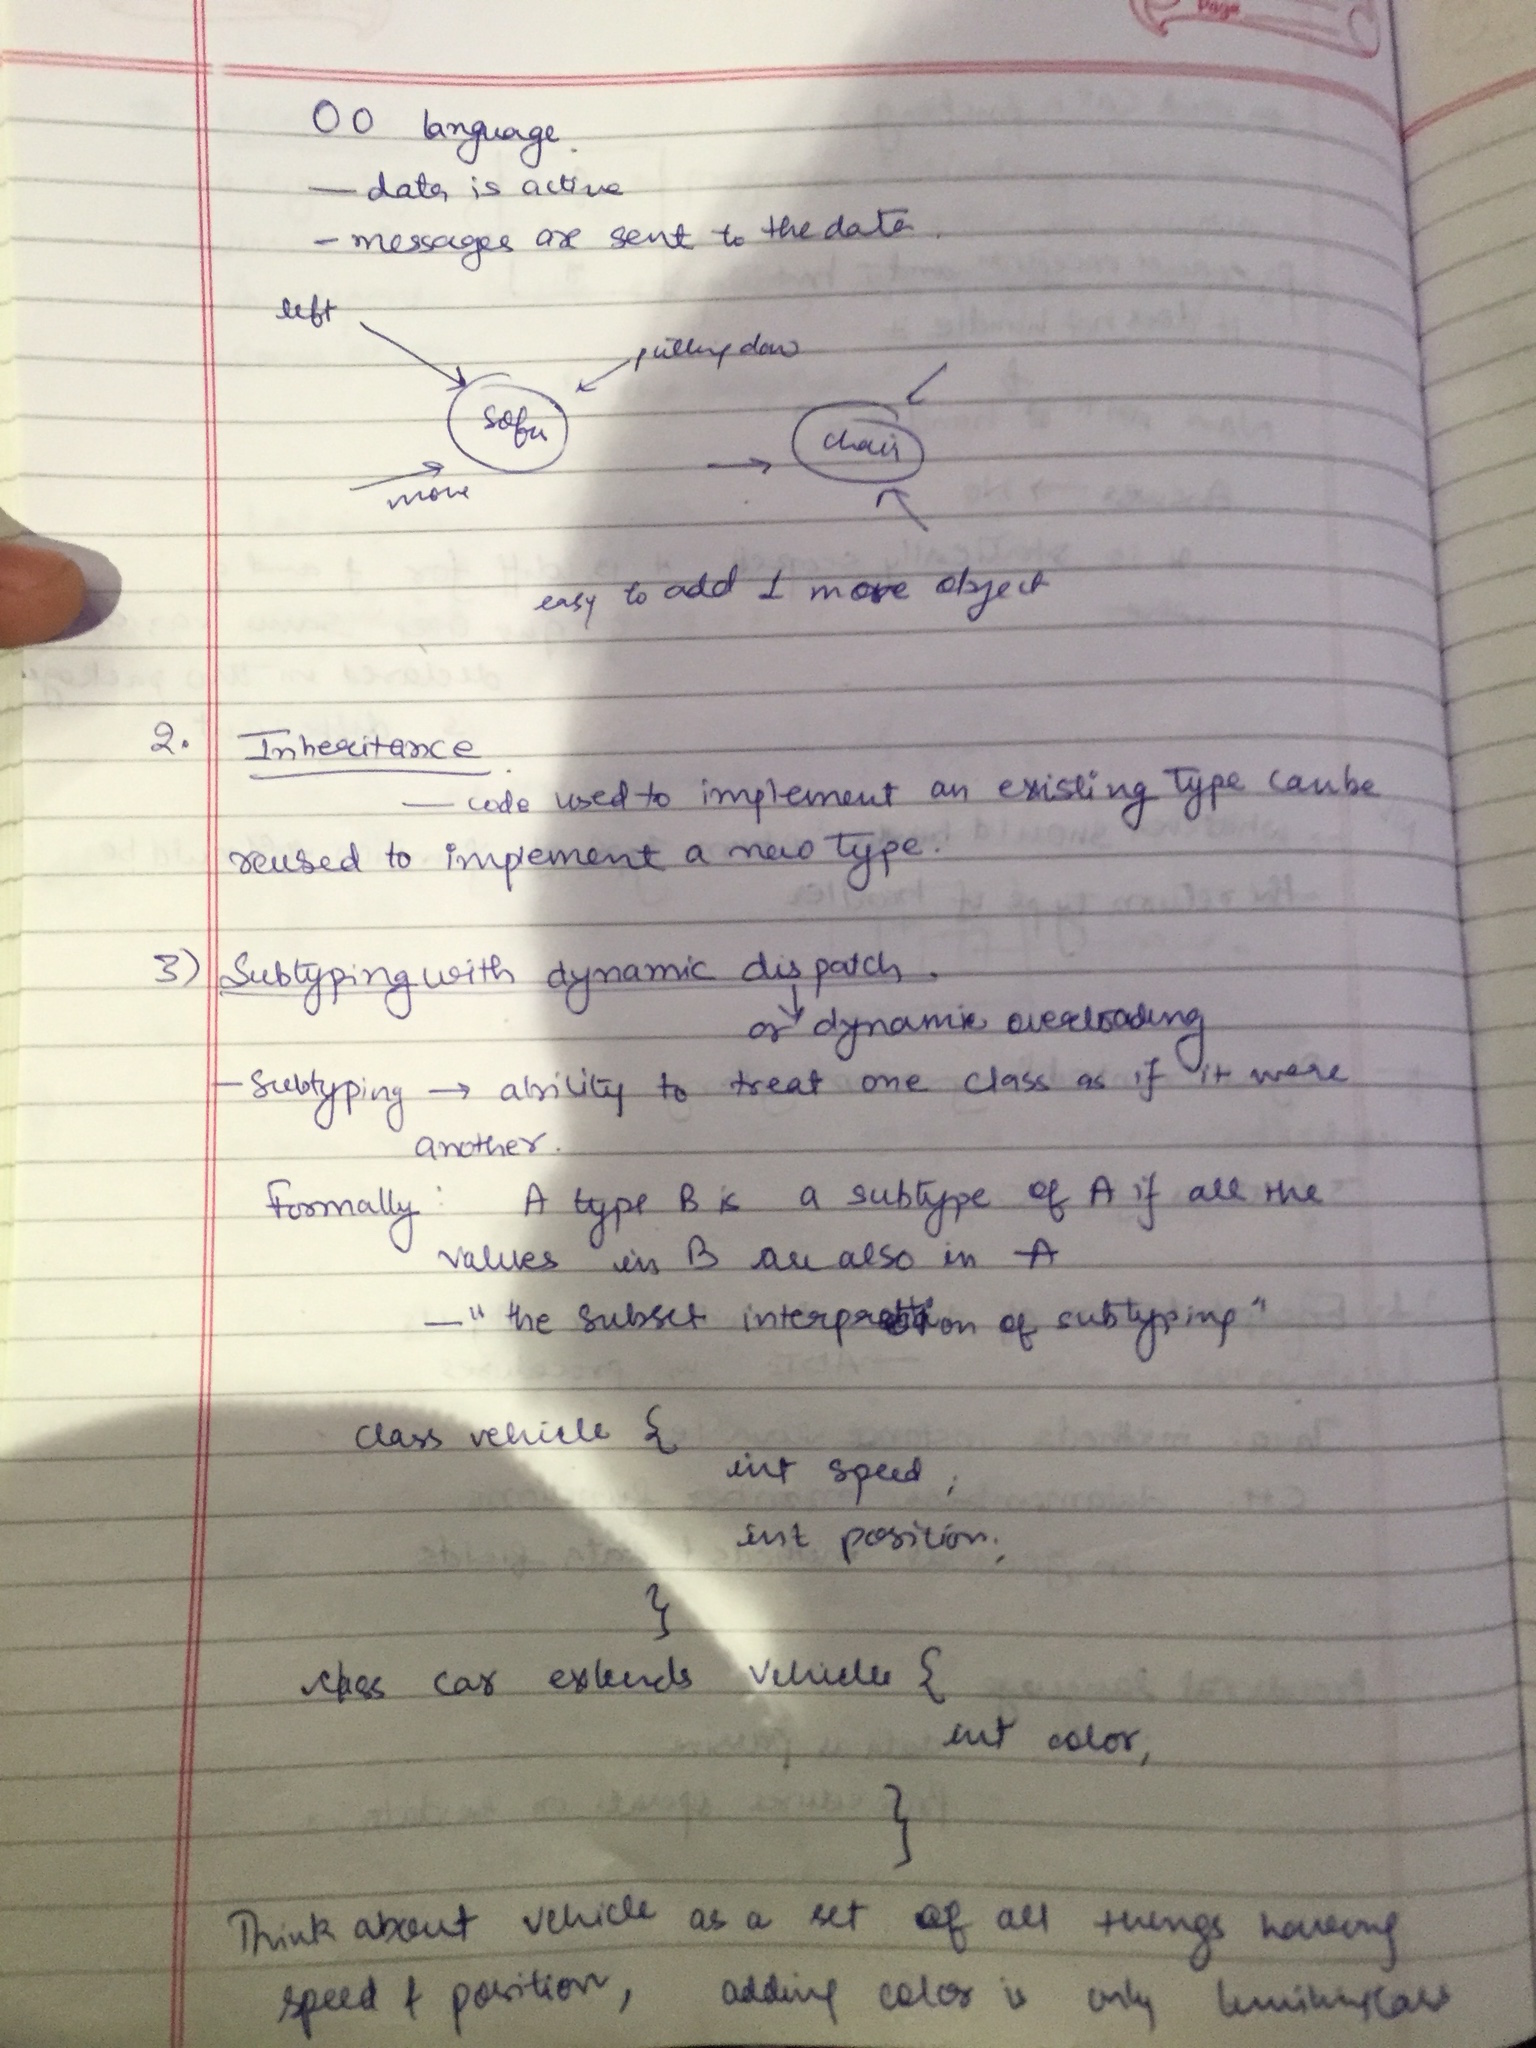 Page
OO language.
— data is active
- messages are sent to the data.
left
pulling down
sofa
chair
move
easy to add 1 more object
2. Inheritance.
— code used to implement an existing type can be
reused to implement a new type.
3) Subtyping with dynamic dispatch.
or dynamic overloading
- Subtyping → ability to treat one class as if it were
another.
Formally: A type B is a subtype of A if all the
values in B are also in A
— "the subset interpretation of subtyping"
class vehicle {
int speed;
int position;
}
class car extends vehicle {
int color;
}
Think about vehicle as a set of all things having
speed & position, adding color is only